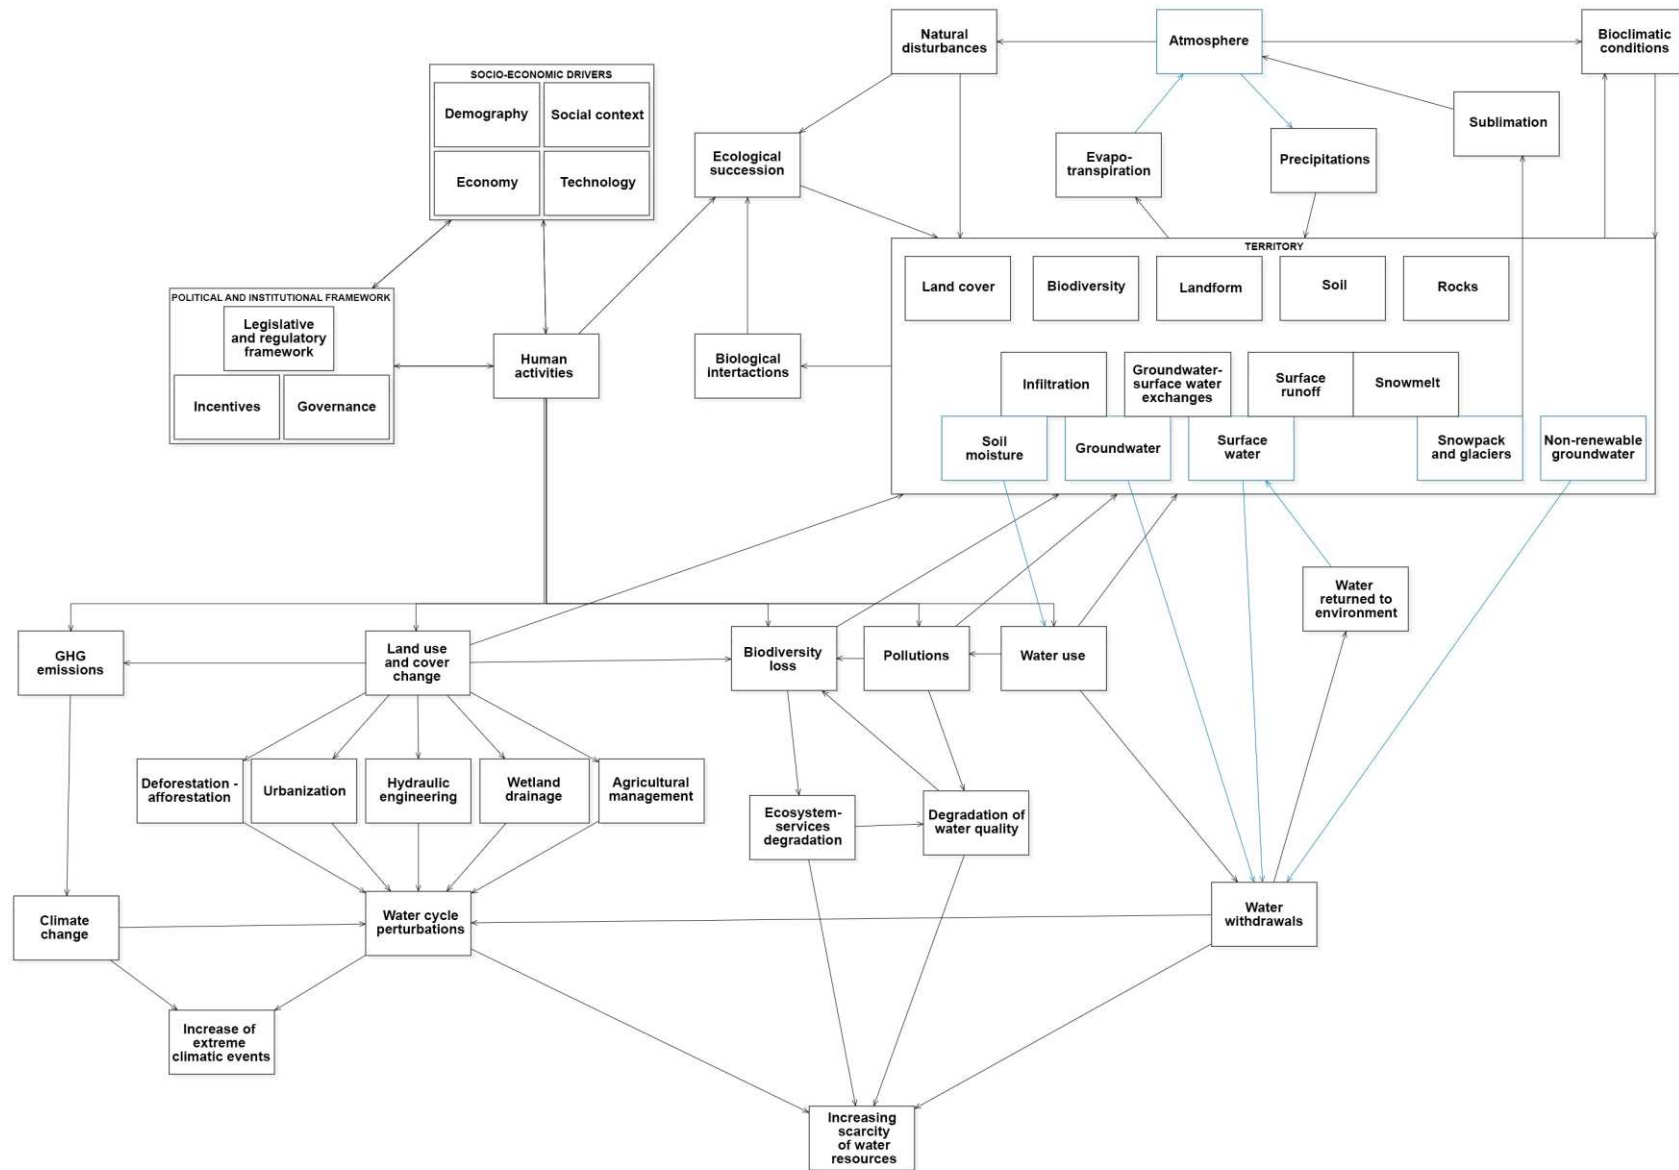 Natural
disturbances
Atmosphere
Bioclimatic
conditions
SOCIO-ECONOMIC DRIVERS
Demography
Social context
Economy
Technology
Sublimation
Ecological
succession
Evapo-
transpiration
Precipitations
TERRITORY
Land cover
Biodiversity
Landform
Soil
Rocks
POLITICAL AND INSTITUTIONAL FRAMEWORK
Legislative
and regulatory
framework
Incentives
Governance
Human
activities
Biological
intertactions
Infiltration
Groundwater-
surface water
exchanges
Surface
runoff
Snowmelt
Soil
moisture
Groundwater
Surface
water
Snowpack
and glaciers
Non-renewable
groundwater
Water
returned to
environment
GHG
emissions
Land use
and cover
change
Biodiversity
loss
Pollutions
Water use
Deforestation -
afforestation
Urbanization
Hydraulic
engineering
Wetland
drainage
Agricultural
management
Ecosystem-
services
degradation
Degradation of
water quality
Climate
change
Water cycle
perturbations
Water
withdrawals
Increase of
extreme
climatic events
Increasing
scarcity
of water
resources